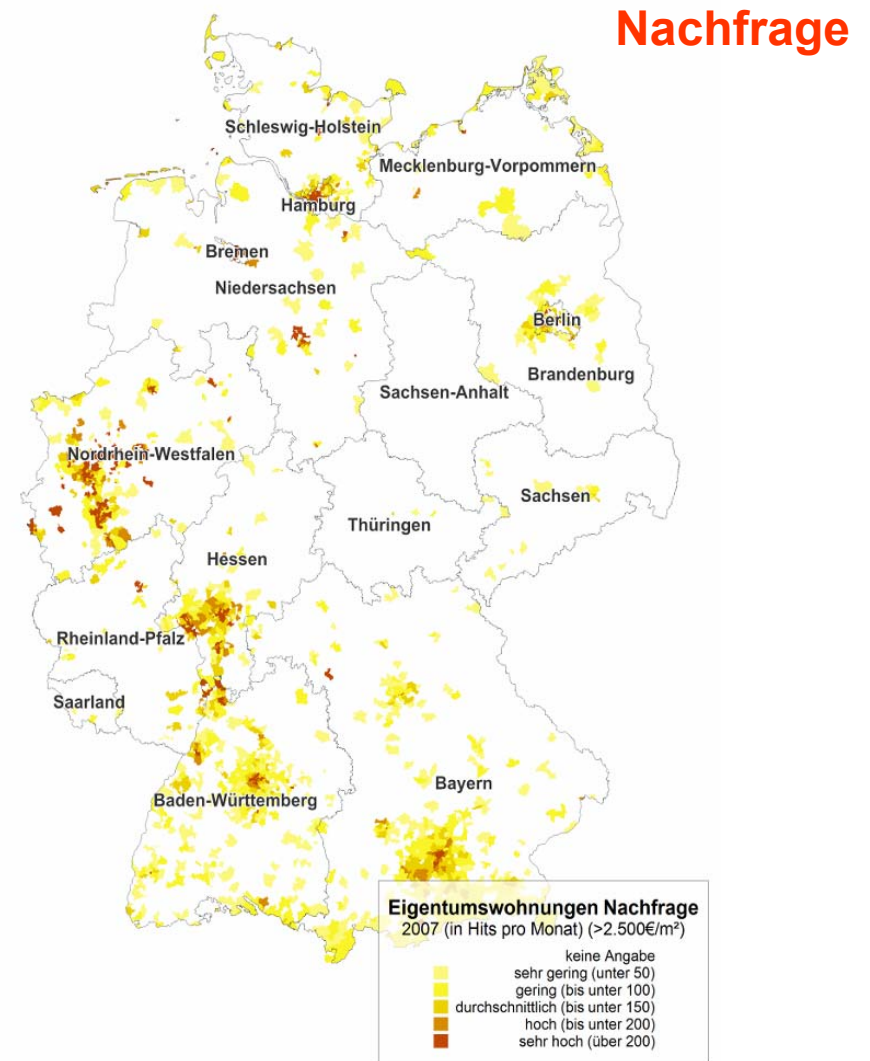 Nachfrage
Schleswig-Holstein
Mecklenburg-Vorpommern
Hamburg
Bremen
Niedersachsen
Berlin
Brandenburg
Sachsen-Anhalt
Nordrhein-Westfalen
Sachsen
Thüringen
Hessen
Rheinland-Pfalz
Saarland
Bayern
Baden-Württemberg
Eigentumswohnungen Nachfrage
2007 (in Hits pro Monat) (>2.500€/m²)
keine Angabe
sehr gering (unter 50)
gering (bis unter 100)
durchschnittlich (bis unter 150)
hoch (bis unter 200)
sehr hoch (über 200)